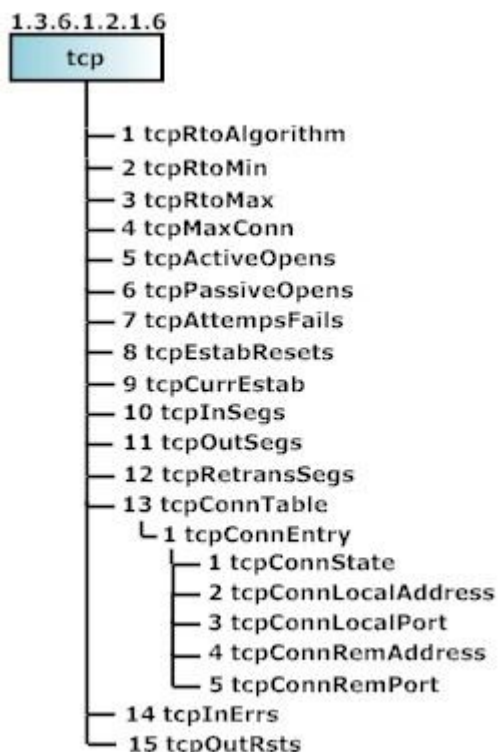 1.3.6.1.2.1.6
tcp
1 tcpRtoAlgorithm
2 tcpRtoMin
3 tcpRtoMax
4 tcpMaxConn
5 tcpActiveOpens
6 tcpPassiveOpens
7 tcpAttempsFails
8 tcpEstabResets
9 tcpCurrEstab
10 tcpInSegs
11 tcpOutSegs
12 tcpRetransSegs
13 tcpConnTable
1 tcpConnEntry
1 tcpConnState
2 tcpConnLocalAddress
3 tcpConnLocalPort
4 tcpConnRemAddress
5 tcpConnRemPort
14 tcpInErrs
15 tcpOutRsts